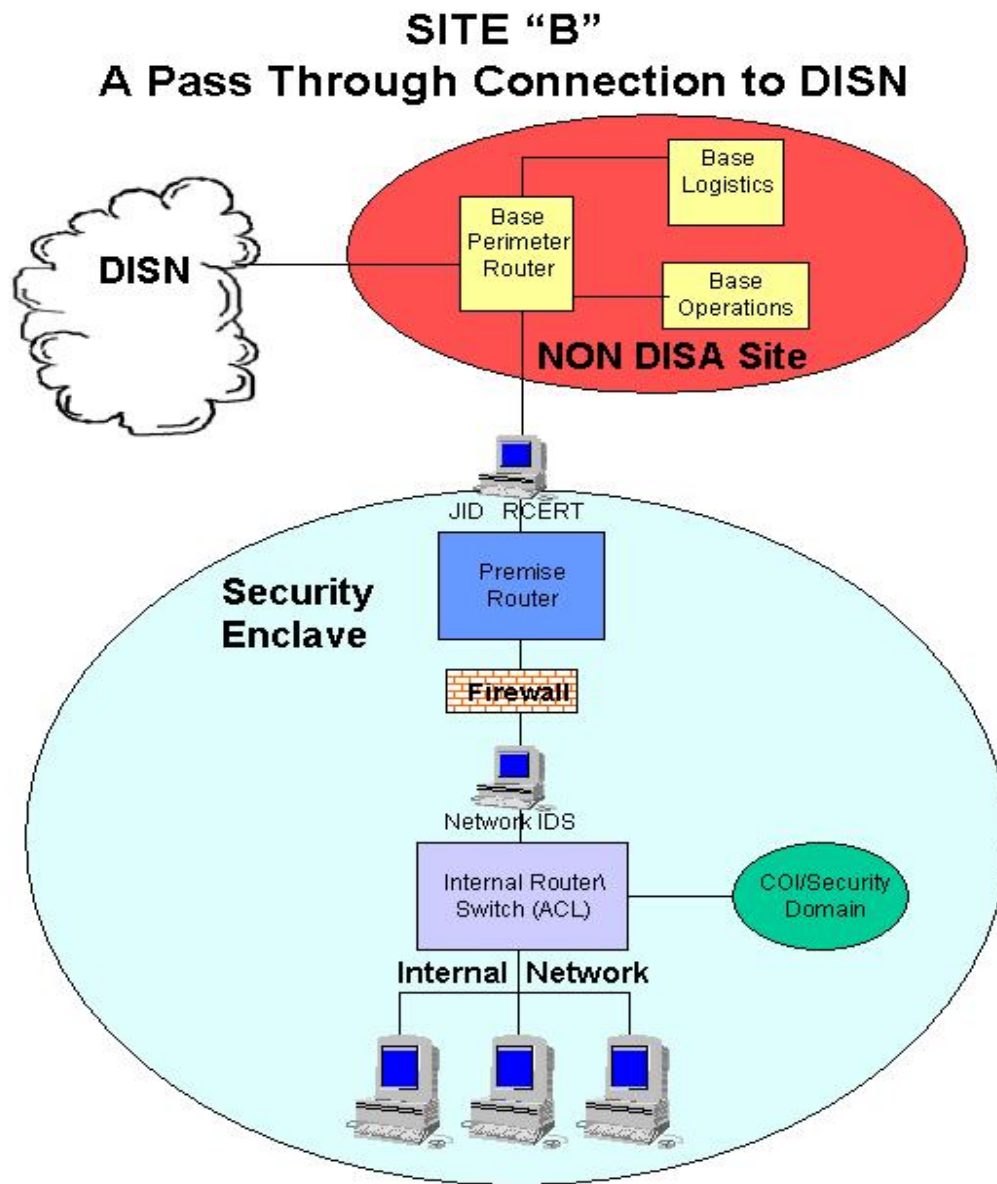 SITE “B”
A Pass Through Connection to DISN
Base
Logistics
Base
Perimeter
Router
DISN
Base
Operations
NON DISA Site
JID RCERT
Premise
Router
Security
Enclave
Firewall
Network IDS
Internal Router\
Switch (ACL)
COI/Security
Domain
Internal Network